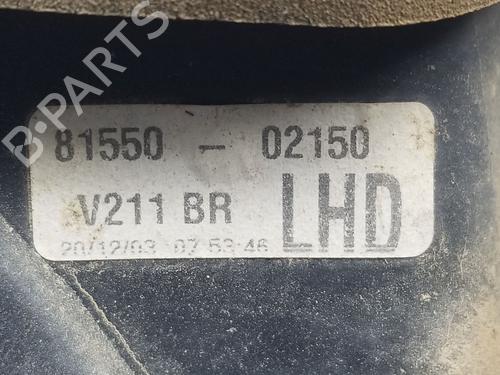 B-PARTS
81550 - 02150
V211 BR LHD
20/12/03 07 53 46